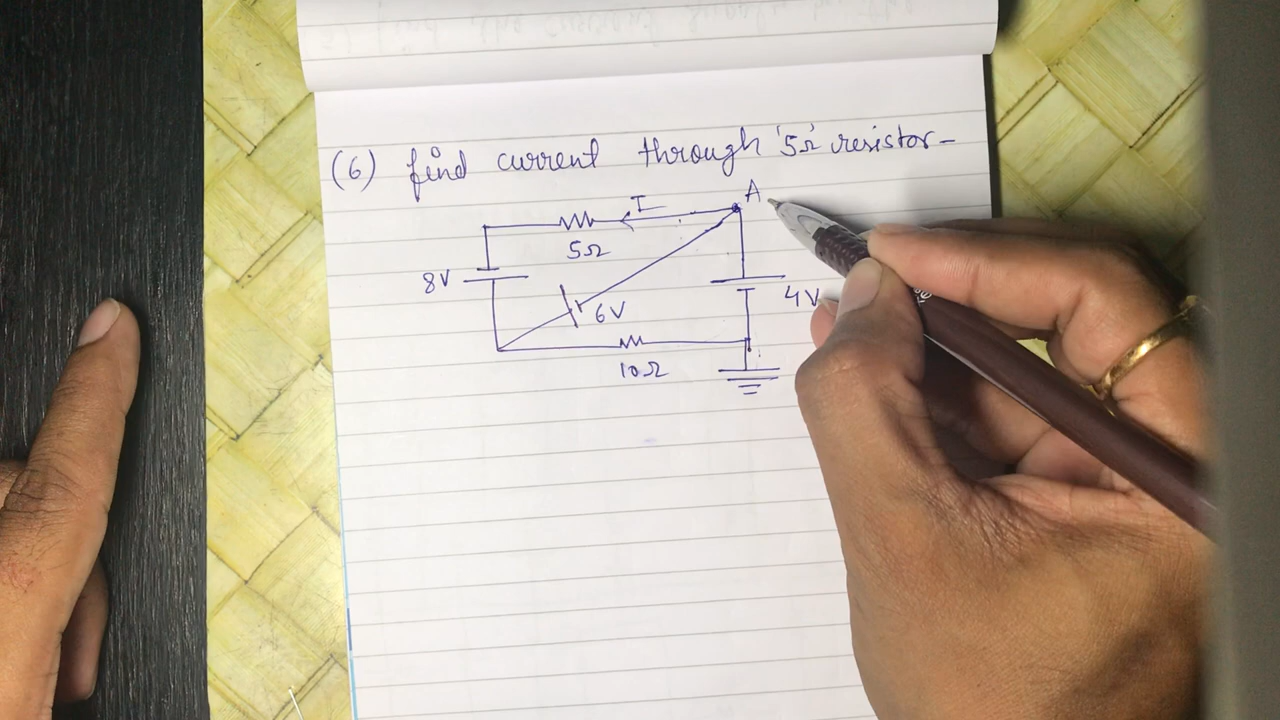 (6) find current through '5Ω' resistor-
A
I
5Ω
8V
6V
4V
10Ω